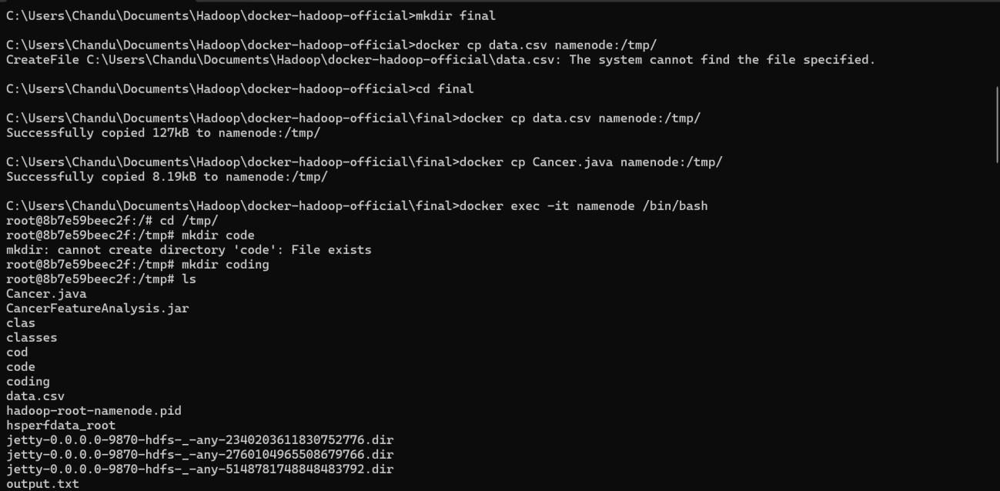 C:\Users\Chandu\Documents\Hadoop\docker-hadoop-official>mkdir final
C:\Users\Chandu\Documents\Hadoop\docker-hadoop-official>docker cp data.csv namenode:/tmp/
CreateFile C:\Users\Chandu\Documents\Hadoop\docker-hadoop-official\data.csv: The system cannot find the file specified.
C:\Users\Chandu\Documents\Hadoop\docker-hadoop-official>cd final
C:\Users\Chandu\Documents\Hadoop\docker-hadoop-official\final>docker cp data.csv namenode:/tmp/
Successfully copied 127kB to namenode:/tmp/
C:\Users\Chandu\Documents\Hadoop\docker-hadoop-official\final>docker cp Cancer.java namenode:/tmp/
Successfully copied 8.19kB to namenode:/tmp/
C:\Users\Chandu\Documents\Hadoop\docker-hadoop-official\final>docker exec -it namenode /bin/bash
root@8b7e59beec2f:/# cd /tmp/
root@8b7e59beec2f:/tmp# mkdir code
mkdir: cannot create directory 'code': File exists
root@8b7e59beec2f:/tmp# mkdir coding
root@8b7e59beec2f:/tmp# ls
Cancer.java
CancerFeatureAnalysis.jar
clas
classes
cod
code
coding
data.csv
hadoop-root-namenode.pid
hsperfdata_root
jetty-0.0.0.0-9870-hdfs-_-any-2340203611830752776.dir
jetty-0.0.0.0-9870-hdfs-_-any-2760104965508679766.dir
jetty-0.0.0.0-9870-hdfs-_-any-5148781748848483792.dir
output.txt